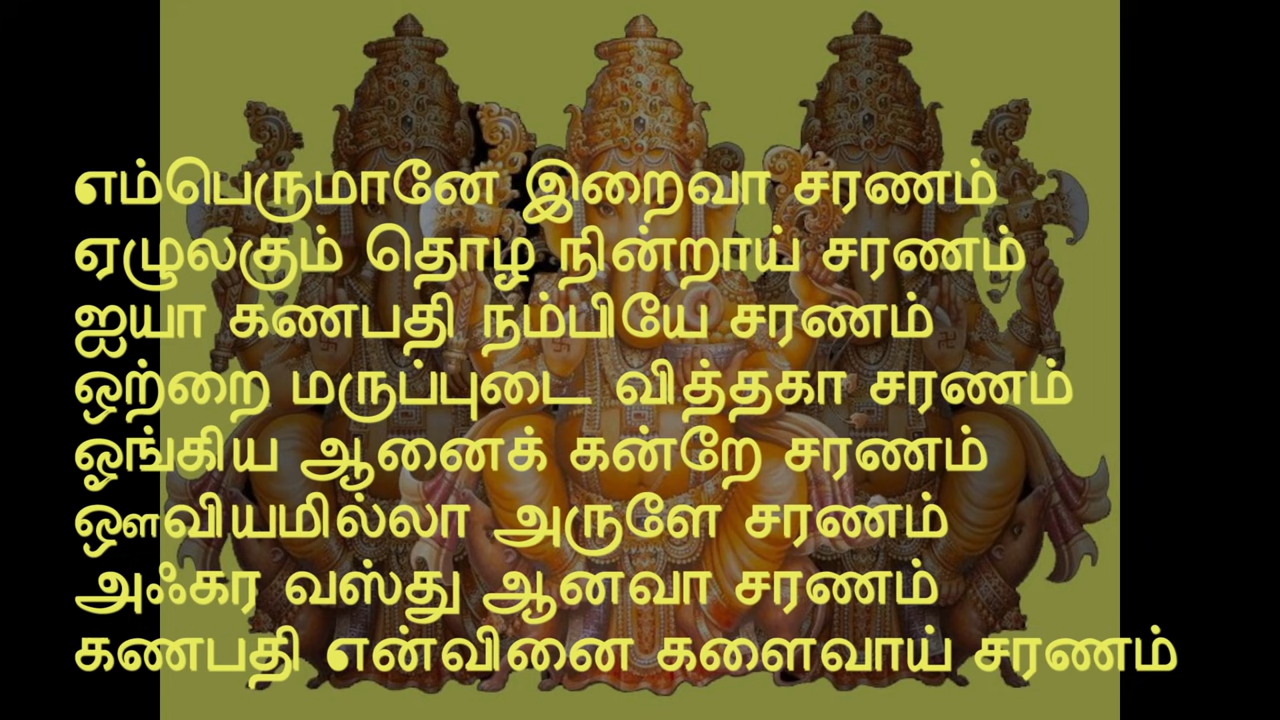 எம்பெருமானே இறைவா சரணம்
ஏழுலகும் தொழ நின்றாய் சரணம்
ஐயா கணபதி நம்பியே சரணம்
ஒற்றை மருப்புடை வித்தகா சரணம்
ஓங்கிய ஆனைக் கன்றே சரணம்
ஔவியமில்லா அருளே சரணம்
அஃகர வஸ்து ஆனவா சரணம்
கணபதி என்வினை களைவாய் சரணம்